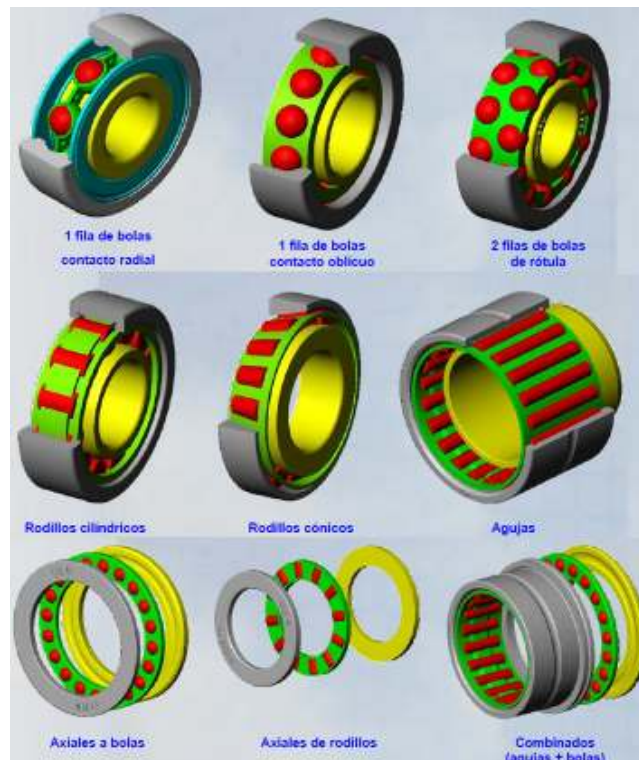 1 fila de bolas
contacto radial
1 fila de bolas
contacto oblicuo
2 filas de bolas
de rótula
Rodillos cilíndricos
Rodillos cónicos
Agujas
Axiales a bolas
Axiales de rodillos
Combinados
(agujas + bolas)